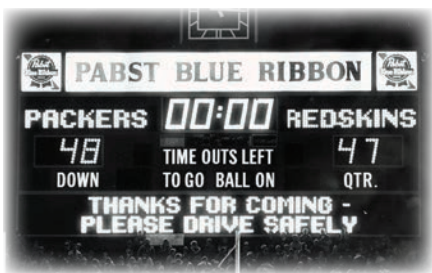 PABST BLUE RIBBON
PACKERS 00:00 REDSKINS
48 TIME OUTS LEFT 47
DOWN TO GO BALL ON QTR.
THANKS FOR COMING -
PLEASE DRIVE SAFELY